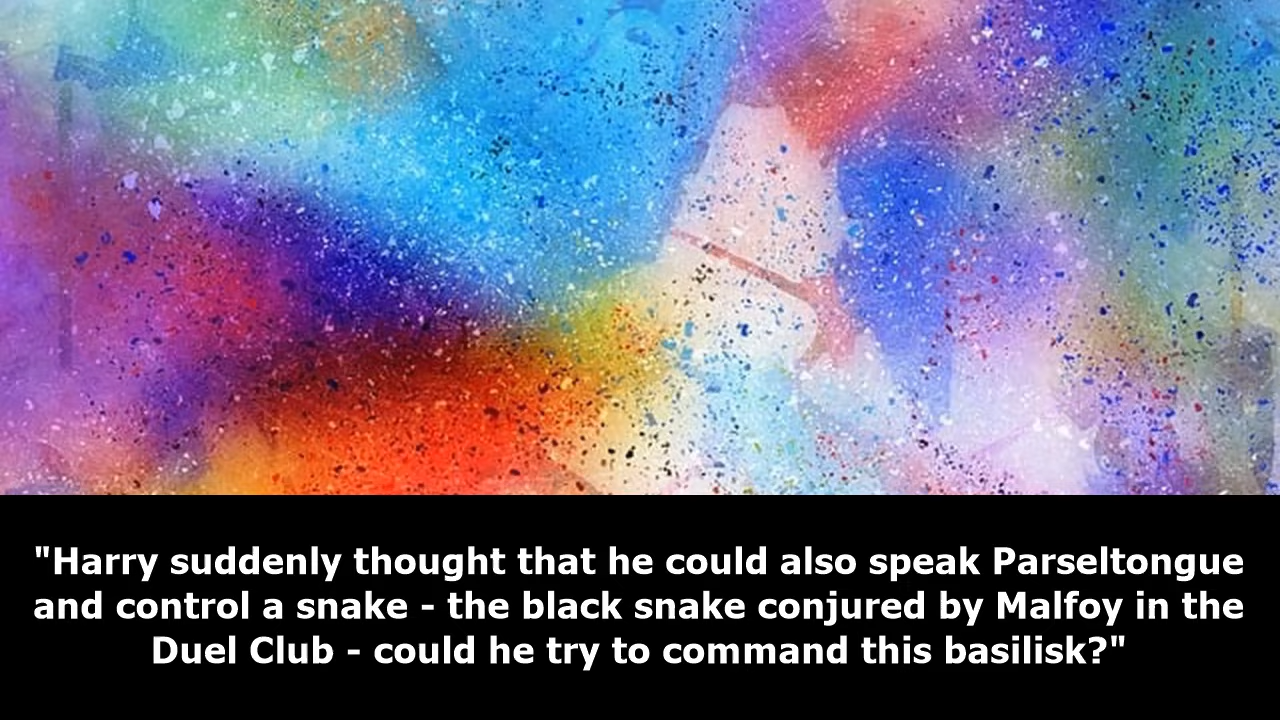 "Harry suddenly thought that he could also speak Parseltongue
and control a snake - the black snake conjured by Malfoy in the
Duel Club - could he try to command this basilisk?"